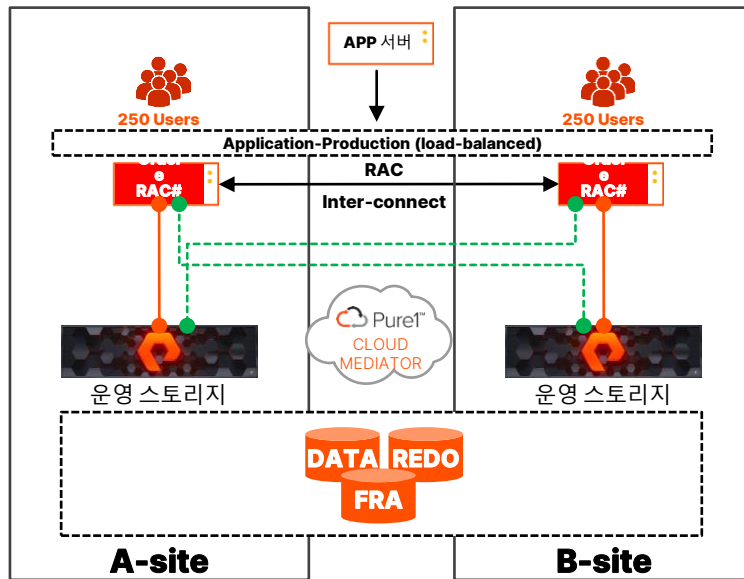 APP 서버
250 Users
250 Users
Application-Production (load-balanced)
e
RAC#
RAC
Inter-connect
e
RAC#
Pure1™
CLOUD
MEDIATOR
운영 스토리지
운영 스토리지
DATA
REDO
FRA
A-site
B-site